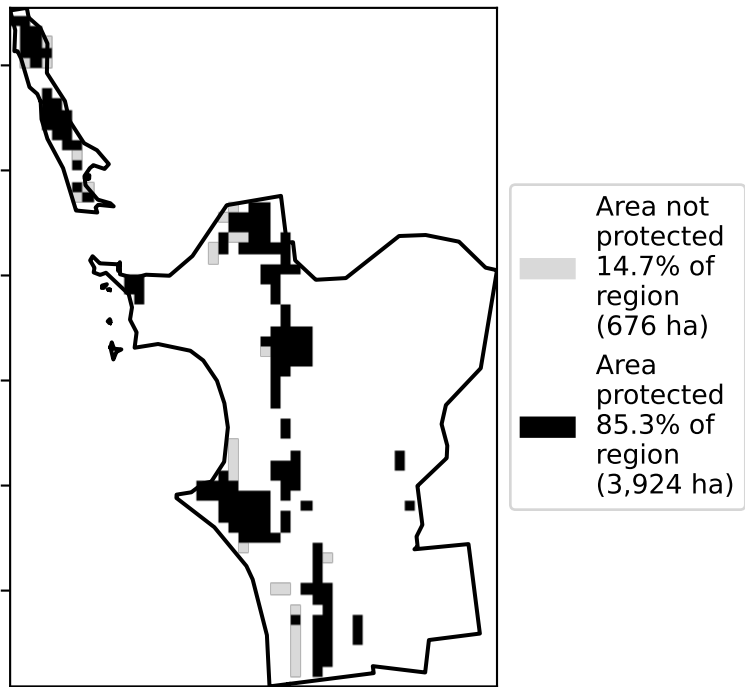 Area not
protected
14.7% of
region
(676 ha)
Area
protected
85.3% of
region
(3,924 ha)